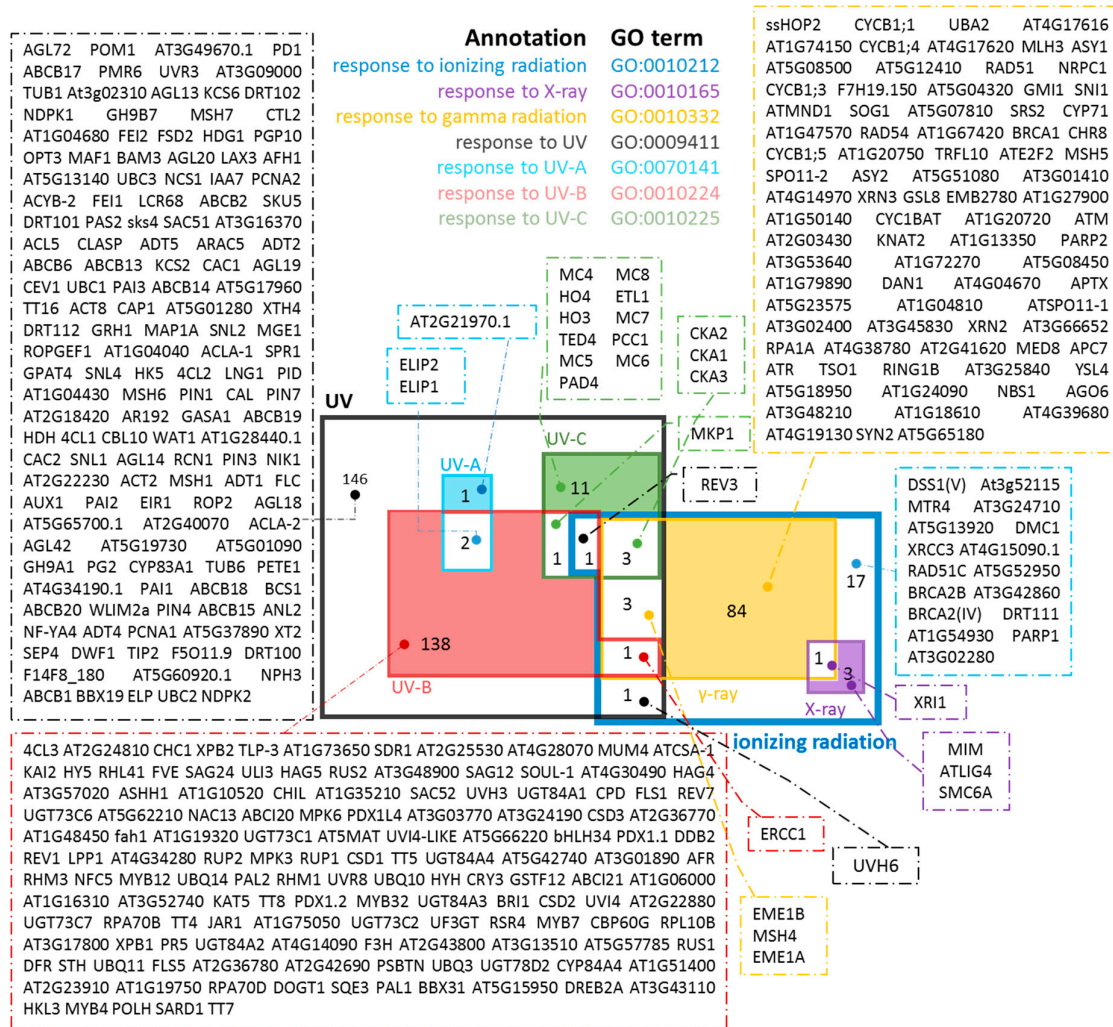 AGL72 POM1 AT3G49670.1 PD1
ABCB17 PMR6 UVR3 AT3G09000
TUB1 At3g02310 AGL13 KCS6 DRT102
NDPK1 GH9B7 MSH7 CTL2
AT1G04680 FEI2 FSD2 HDG1 PGP10
OPT3 MAF1 BAM3 AGL20 LAX3 AFH1
AT5G13140 UBC3 NCS1 IAA7 PCNA2
ACYB-2 FEI1 LCR68 ABCB2 SKU5
DRT101 PAS2 sks4 SAC51 AT3G16370
ACL5 CLASP ADT5 ARAC5 ADT2
ABCB6 ABCB13 KCS2 CAC1 AGL19
CEV1 UBC1 PAI3 ABCB14 AT5G17960
TT16 ACT8 CAP1 AT5G01280 XTH4
DRT112 GRH1 MAP1A SNL2 MGE1
ROPGEF1 AT1G04040 ACLA-1 SPR1
GPAT4 SNL4 HK5 4CL2 LNG1 PID
AT1G04430 MSH6 PIN1 CAL PIN7
AT2G18420 AR192 GASA1 ABCB19
HDH 4CL1 CBL10 WAT1 AT1G28440.1
CAC2 SNL1 AGL14 RCN1 PIN3 NIK1
AT2G22230 ACT2 MSH1 ADT1 FLC
AUX1 PAI2 EIR1 ROP2 AGL18
AT5G65700.1 AT2G40070 ACLA-2
AGL42 AT5G19730 AT5G01090
GH9A1 PG2 CYP83A1 TUB6 PETE1
AT4G34190.1 PAI1 ABCB18 BCS1
ABCB20 WLIM2a PIN4 ABCB15 ANL2
NF-YA4 ADT4 PCNA1 AT5G37890 XT2
SEP4 DWF1 TIP2 F5O11.9 DRT100
F14F8_180 AT5G60920.1 NPH3
ABCB1 BBX19 ELP UBC2 NDPK2
Annotation GO term
response to ionizing radiation GO:0010212
response to X-ray GO:0010165
response to gamma radiation GO:0010332
response to UV GO:0009411
response to UV-A GO:0070141
response to UV-B GO:0010224
response to UV-C GO:0010225
ssHOP2 CYCB1;1 UBA2 AT4G17616
AT1G74150 CYCB1;4 AT4G17620 MLH3 ASY1
AT5G08500 AT5G12410 RAD51 NRPC1
CYCB1;3 F7H19.150 AT5G04320 GMI1 SNI1
ATMND1 SOG1 AT5G07810 SRS2 CYP71
AT1G47570 RAD54 AT1G67420 BRCA1 CHR8
CYCB1;5 AT1G20750 TRFL10 ATE2F2 MSH5
SPO11-2 ASY2 AT5G51080 AT3G01410
AT4G14970 XRN3 GSL8 EMB2780 AT1G27900
AT1G50140 CYC1BAT AT1G20720 ATM
AT2G03430 KNAT2 AT1G13350 PARP2
AT3G53640 AT1G72270 AT5G08450
AT1G79890 DAN1 AT4G04670 APTX
AT5G23575 AT1G04810 ATSPO11-1
AT3G02400 AT3G45830 XRN2 AT3G66652
RPA1A AT4G38780 AT2G41620 MED8 APC7
ATR TSO1 RING1B AT3G25840 YSL4
AT5G18950 AT1G24090 NBS1 AGO6
AT3G48210 AT1G18610 AT4G39680
AT4G19130 SYN2 AT5G65180
AT2G21970.1
ELIP2
ELIP1
MC4 MC8
HO4 ETL1
HO3 MC7
TED4 PCC1
MC5 MC6
PAD4
CKA2
CKA1
CKA3
MKP1
REV3
UV
146
UV-A
1
2
UV-C
11
1
1
3
3
84
17
138
1
1
1
3
UV-B
γ-ray
X-ray
ionizing radiation
DSS1(V) At3g52115
MTR4 AT3G24710
AT5G13920 DMC1
XRCC3 AT4G15090.1
RAD51C AT5G52950
BRCA2B AT3G42860
BRCA2(IV) DRT111
AT1G54930 PARP1
AT3G02280
XRI1
MIM
ATLIG4
SMC6A
ERCC1
UVH6
EME1B
MSH4
EME1A
4CL3 AT2G24810 CHC1 XPB2 TLP-3 AT1G73650 SDR1 AT2G25530 AT4G28070 MUM4 ATCSA-1
KAI2 HY5 RHL41 FVE SAG24 ULI3 HAG5 RUS2 AT3G48900 SAG12 SOUL-1 AT4G30490 HAG4
AT3G57020 ASHH1 AT1G10520 CHIL AT1G35210 SAC52 UVH3 UGT84A1 CPD FLS1 REV7
UGT73C6 AT5G62210 NAC13 ABCI20 MPK6 PDX1L4 AT3G03770 AT3G24190 CSD3 AT2G36770
AT1G48450 fah1 AT1G19320 UGT73C1 AT5MAT UVI4-LIKE AT5G66220 bHLH34 PDX1.1 DDB2
REV1 LPP1 AT4G34280 RUP2 MPK3 RUP1 CSD1 TT5 UGT84A4 AT5G42740 AT3G01890 AFR
RHM3 NFC5 MYB12 UBQ14 PAL2 RHM1 UVR8 UBQ10 HYH CRY3 GSTF12 ABCI21 AT1G06000
AT1G16310 AT3G52740 KAT5 TT8 PDX1.2 MYB32 UGT84A3 BRI1 CSD2 UVI4 AT2G22880
UGT73C7 RPA70B TT4 JAR1 AT1G75050 UGT73C2 UF3GT RSR4 MYB7 CBP60G RPL10B
AT3G17800 XPB1 PR5 UGT84A2 AT4G14090 F3H AT2G43800 AT3G13510 AT5G57785 RUS1
DFR STH UBQ11 FLS5 AT2G36780 AT2G42690 PSBTN UBQ3 UGT78D2 CYP84A4 AT1G51400
AT2G23910 AT1G19750 RPA70D DOGT1 SQE3 PAL1 BBX31 AT5G15950 DREB2A AT3G43110
HKL3 MYB4 POLH SARD1 TT7